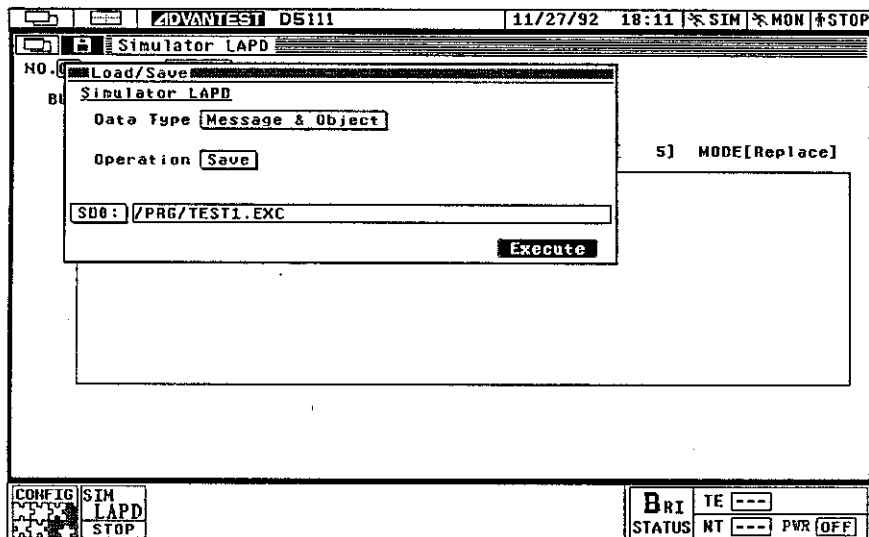 ADVANTEST D5111 11/27/92 18:11 SIM MON STOP
Simulator LAPD
NO.
Load/Save
Simulator LAPD
Data Type Message & Object
Operation Save
5] MODE[Replace]
SD0: /PRG/TEST1.EXC
Execute
CONFIG SIM LAPD STOP
BRI STATUS
TE ---
NT --- PWR OFF